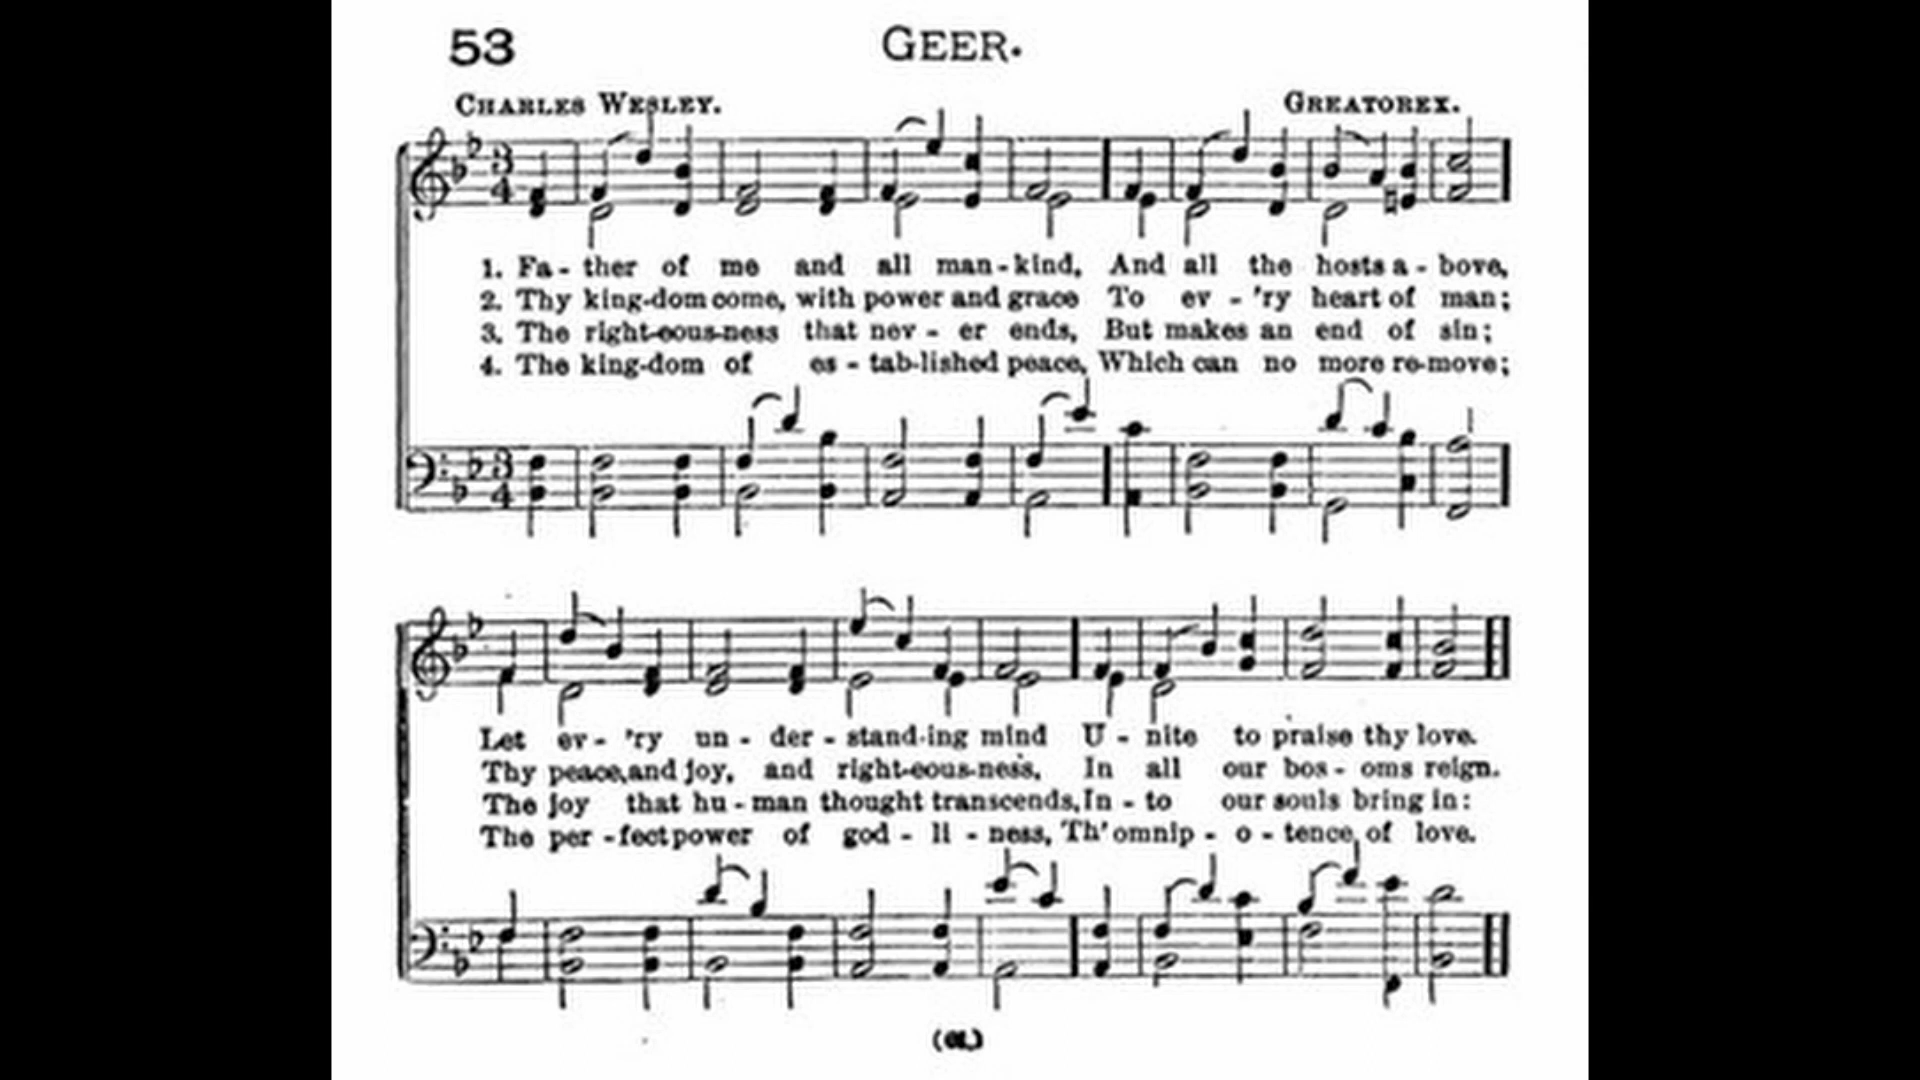 53 GEER.
CHARLES WESLEY. GREATOREX.
1. Fa - ther of me and all man - kind, And all the hosts a - bove,
2. Thy king-dom come, with power and grace To ev - 'ry heart of man;
3. The right-eous-ness that nev - er ends, But makes an end of sin;
4. The king-dom of es - tab-lished peace, Which can no more re-move;
Let ev - 'ry un - der - stand-ing mind U - nite to praise thy love.
Thy peace, and joy, and right-eous-ness, In all our bos - oms reign.
The joy that hu - man thought transcends, In - to our souls bring in:
The per - fect power of god - li - ness, Th' omnip - o - tence of love.